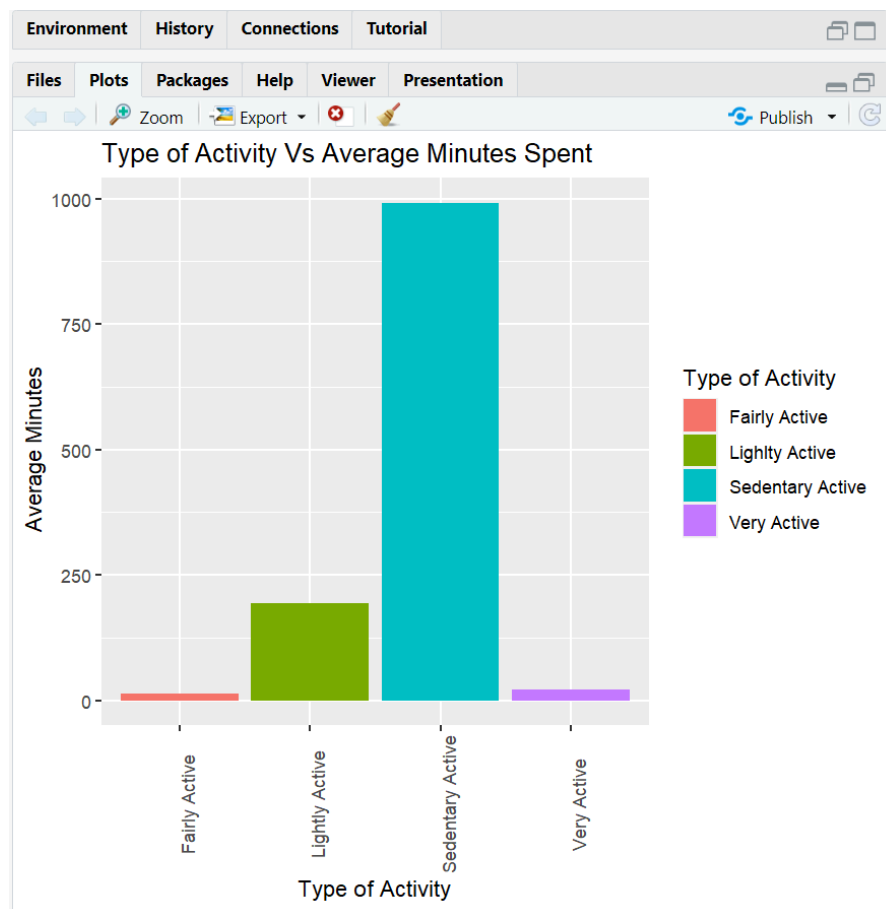 Environment History Connections Tutorial
Files Plots Packages Help Viewer Presentation
Zoom Export Publish
Type of Activity Vs Average Minutes Spent
1000
750
500
250
0
Average Minutes
Fairly Active
Lightly Active
Sedentary Active
Very Active
Type of Activity
Type of Activity
Fairly Active
Lighlty Active
Sedentary Active
Very Active